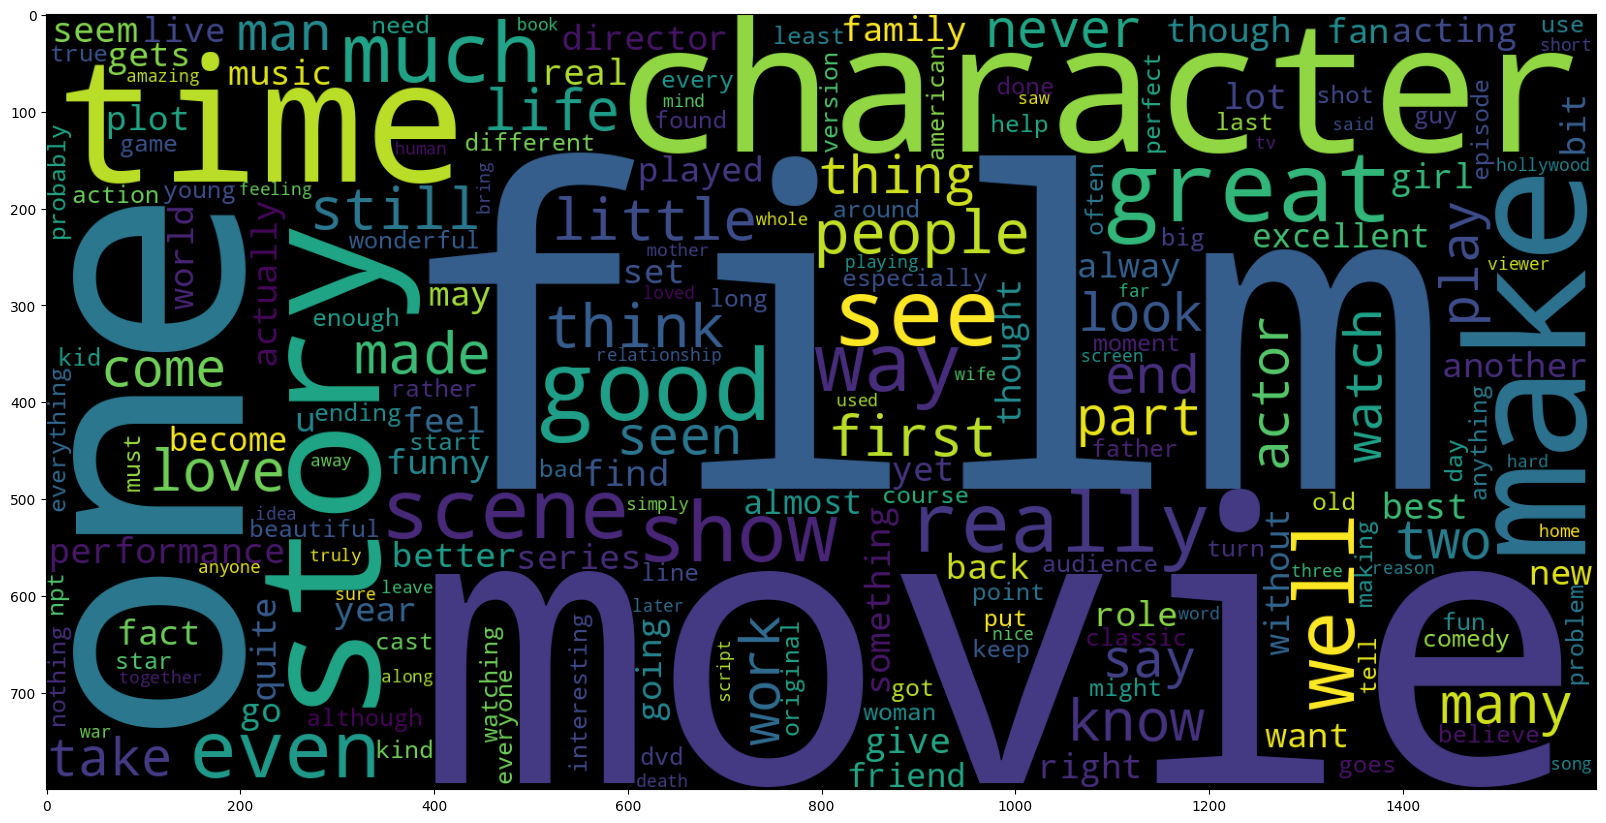 0
100
200
300
400
500
600
700
0
200
400
600
800
1000
1200
1400
seem
live
man
need
book
much
director
least
family
never
though
fan
acting
use
short
true
gets
amazing
music
real
every
character
time
life
mind
found
version
american
done
saw
help
perfect
lot
shot
last
said
guy
tv
episode
bit
plot
game
human
different
probably
action
young
feeling
bring
played
thing
often
great
girl
hollywood
world
actually
still
wonderful
little
whole
around
people
mother
playing
especially
big
excellent
play
viewer
make
film
one
story
may
set
loved
long
see
thought
alway
far
look
moment
screen
enough
think
relationship
made
kid
come
rather
good
way
wife
used
end
actor
watch
another
everything
u
ending
feel
start
funny
seen
first
part
father
become
must
love
away
bad
find
yet
day
anything
hard
idea
beautiful
scene
simply
show
almost
course
really
turn
old
best
two
home
performance
anyone
truly
better
series
line
something
back
audience
without
well
three
making
reason
new
npt
nothing
sure
leave
year
quite
fact
star
together
cast
along
later
point
put
nice
keep
role
word
classic
fun
comedy
problem
tell
movie
watching
everyone
interesting
going
script
work
original
got
woman
might
say
know
many
believe
go
although
war
take
even
kind
dvd
death
give
friend
right
want
goes
song